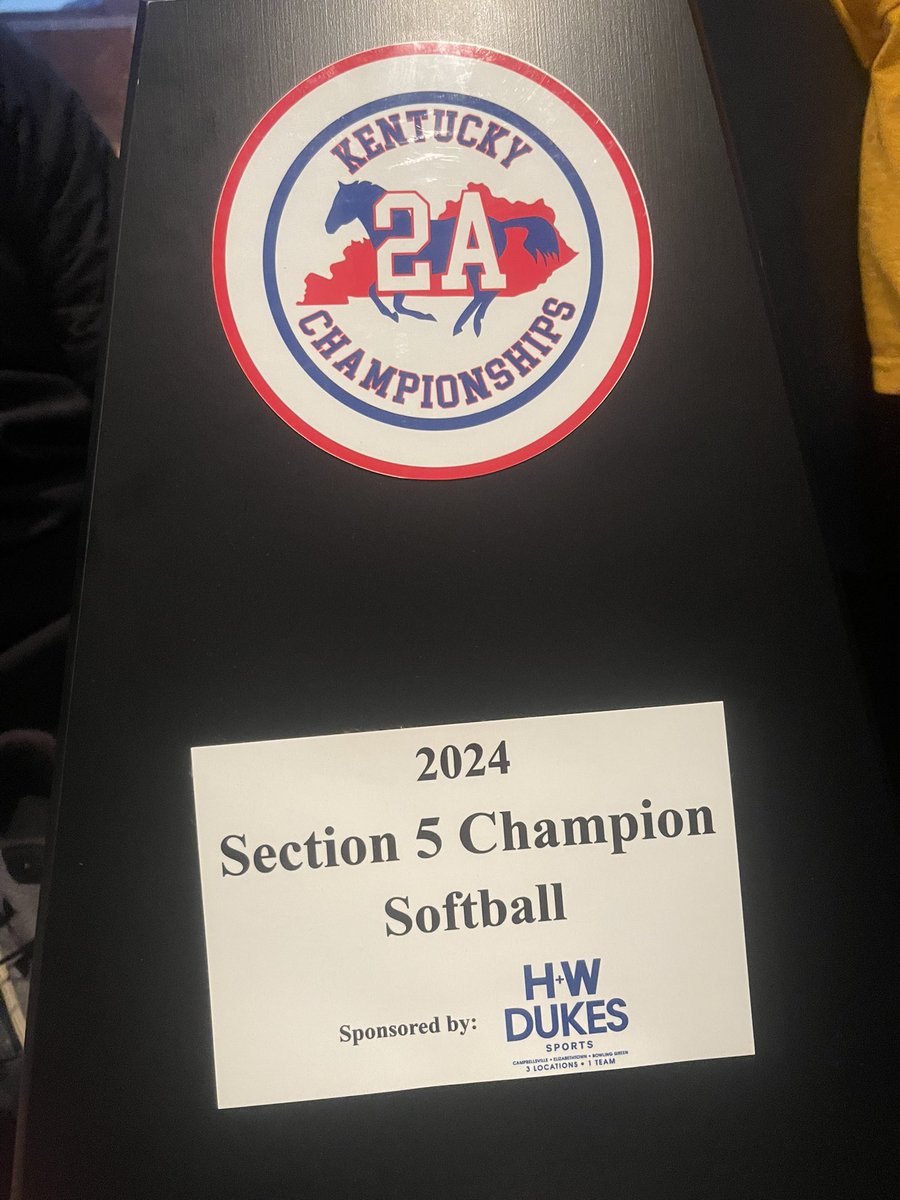 KENTUCKY
2A
CHAMPIONSHIPS
2024
Section 5 Champion
Softball
Sponsored by:
H+W
DUKES
SPORTS
CAMPBELLSVILLE • ELIZABETHTOWN • BOWLING GREEN
3 LOCATIONS • 1 TEAM